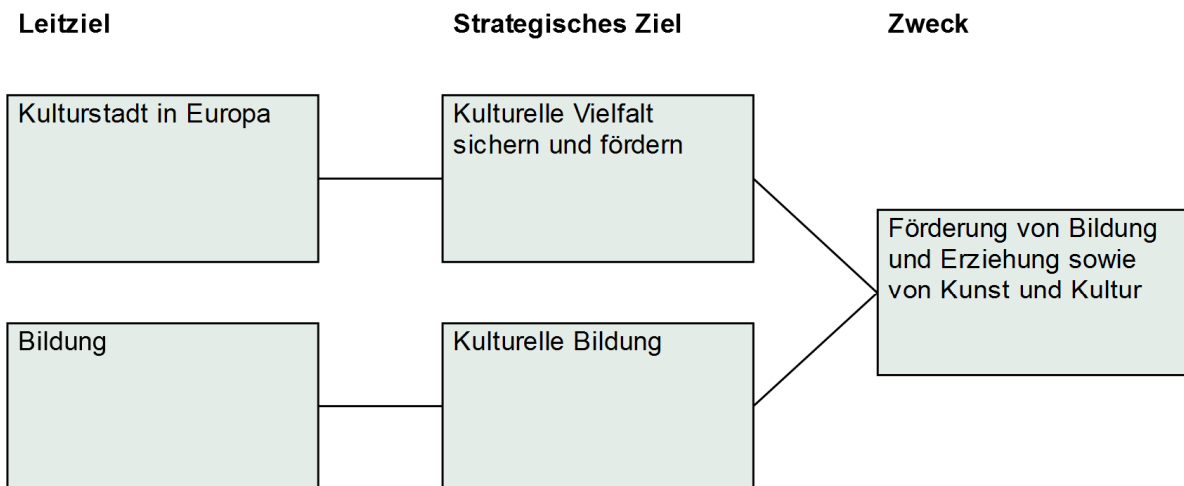 Leitziel
Strategisches Ziel
Zweck
Kulturstadt in Europa
Kulturelle Vielfalt
sichern und fördern
Förderung von Bildung
und Erziehung sowie
von Kunst und Kultur
Bildung
Kulturelle Bildung